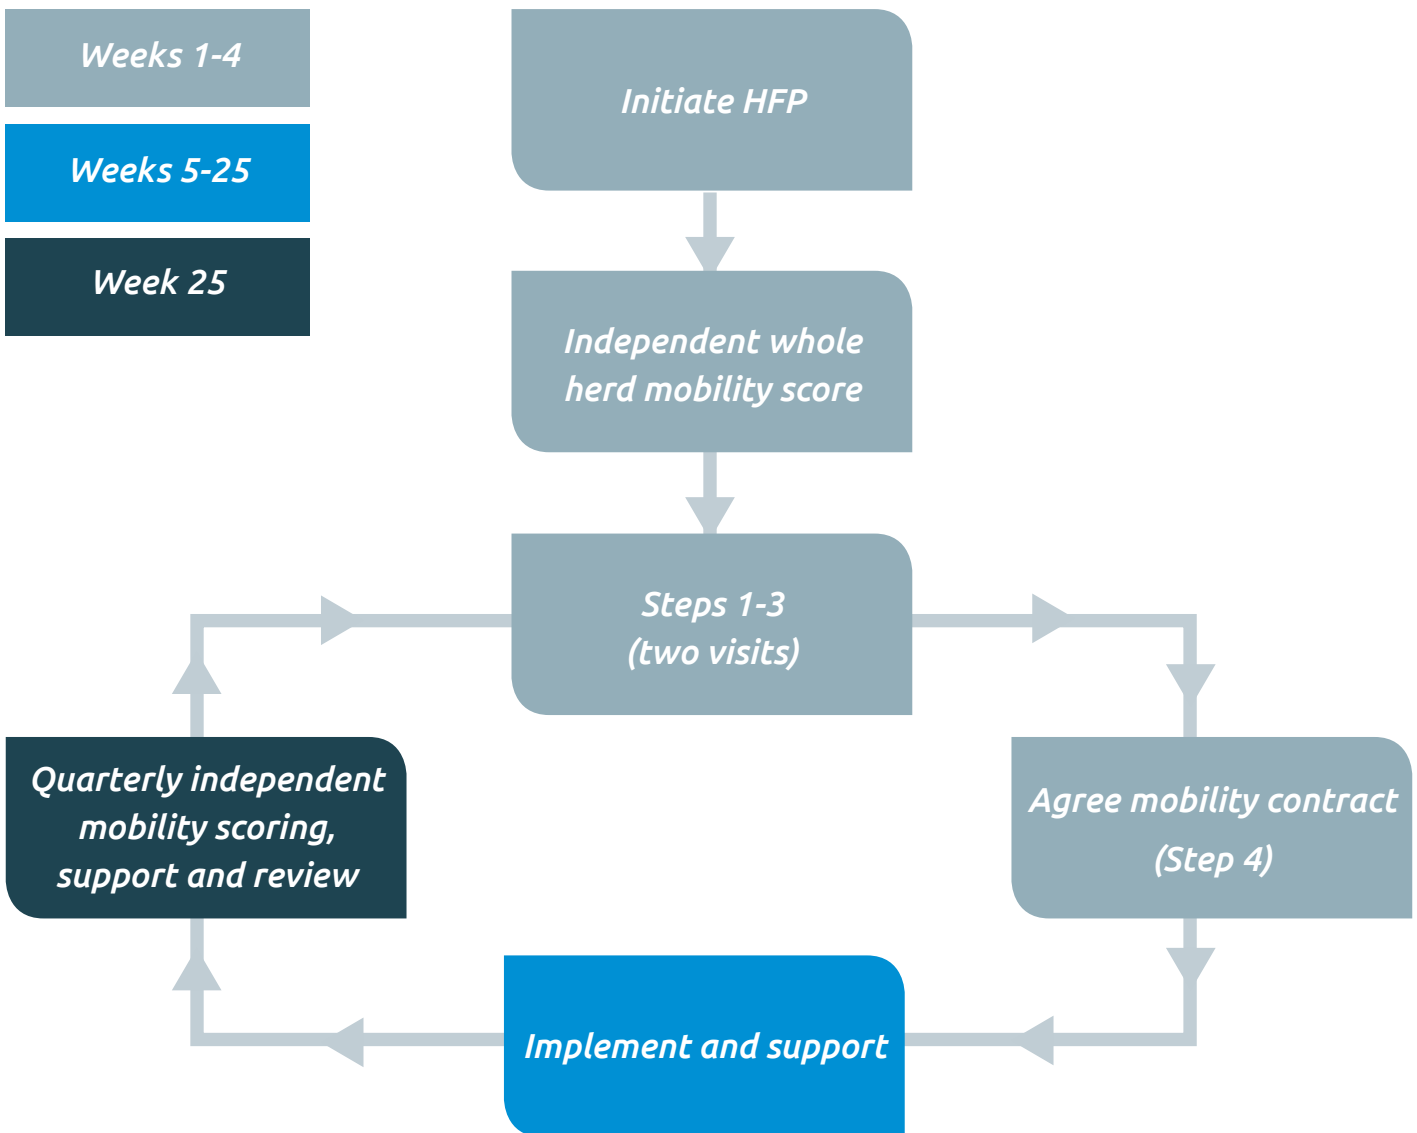 Weeks 1-4
Weeks 5-25
Week 25
Initiate HFP
Independent whole
herd mobility score
Steps 1-3
(two visits)
Agree mobility contract
(Step 4)
Implement and support
Quarterly independent
mobility scoring,
support and review